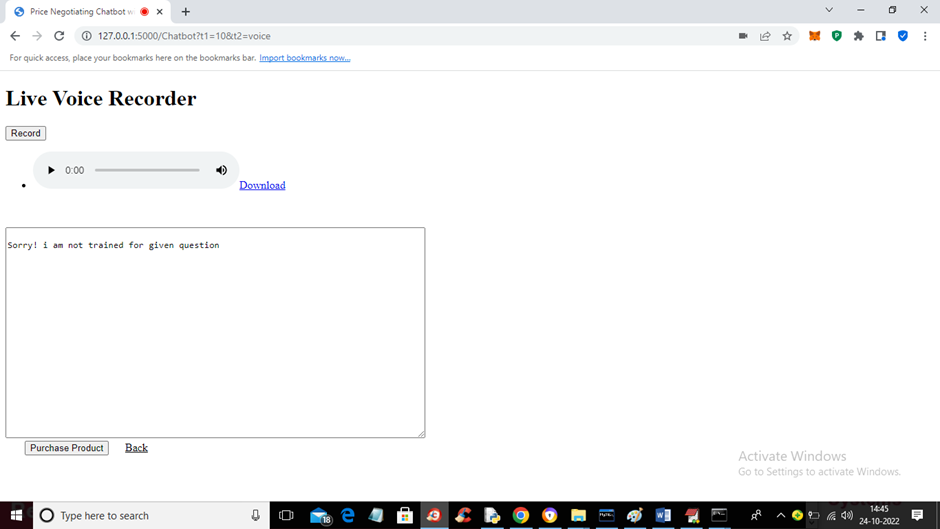 Price Negotiating Chatbot w
127.0.0.1:5000/Chatbot?t1=10&t2=voice
For quick access, place your bookmarks here on the bookmarks bar. Import bookmarks now...
Live Voice Recorder
Record
0:00
Download
Sorry! i am not trained for given question
Purchase Product Back
Activate Windows
Go to Settings to activate Windows.
Type here to search
18
14:45
24-10-2022